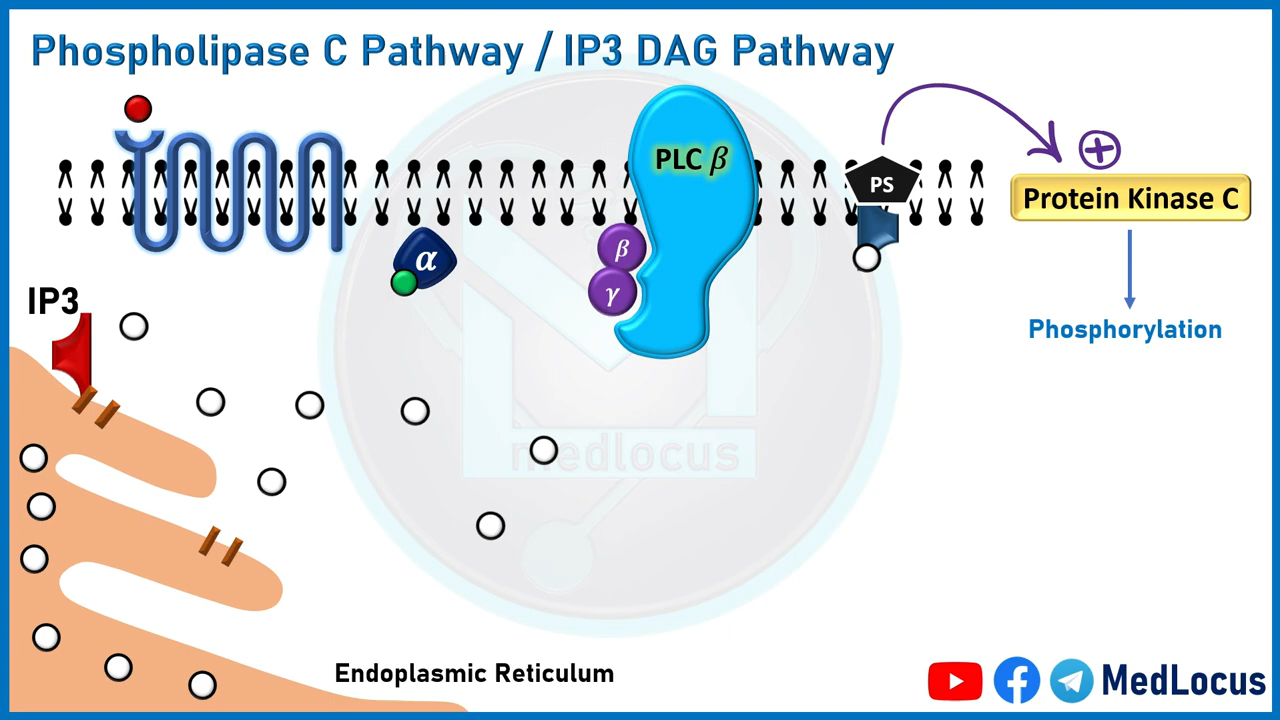 Phospholipase C Pathway / IP3 DAG Pathway
PLC β
PS
Protein Kinase C
α
β
γ
IP3
Phosphorylation
medlocus
Endoplasmic Reticulum
MedLocus